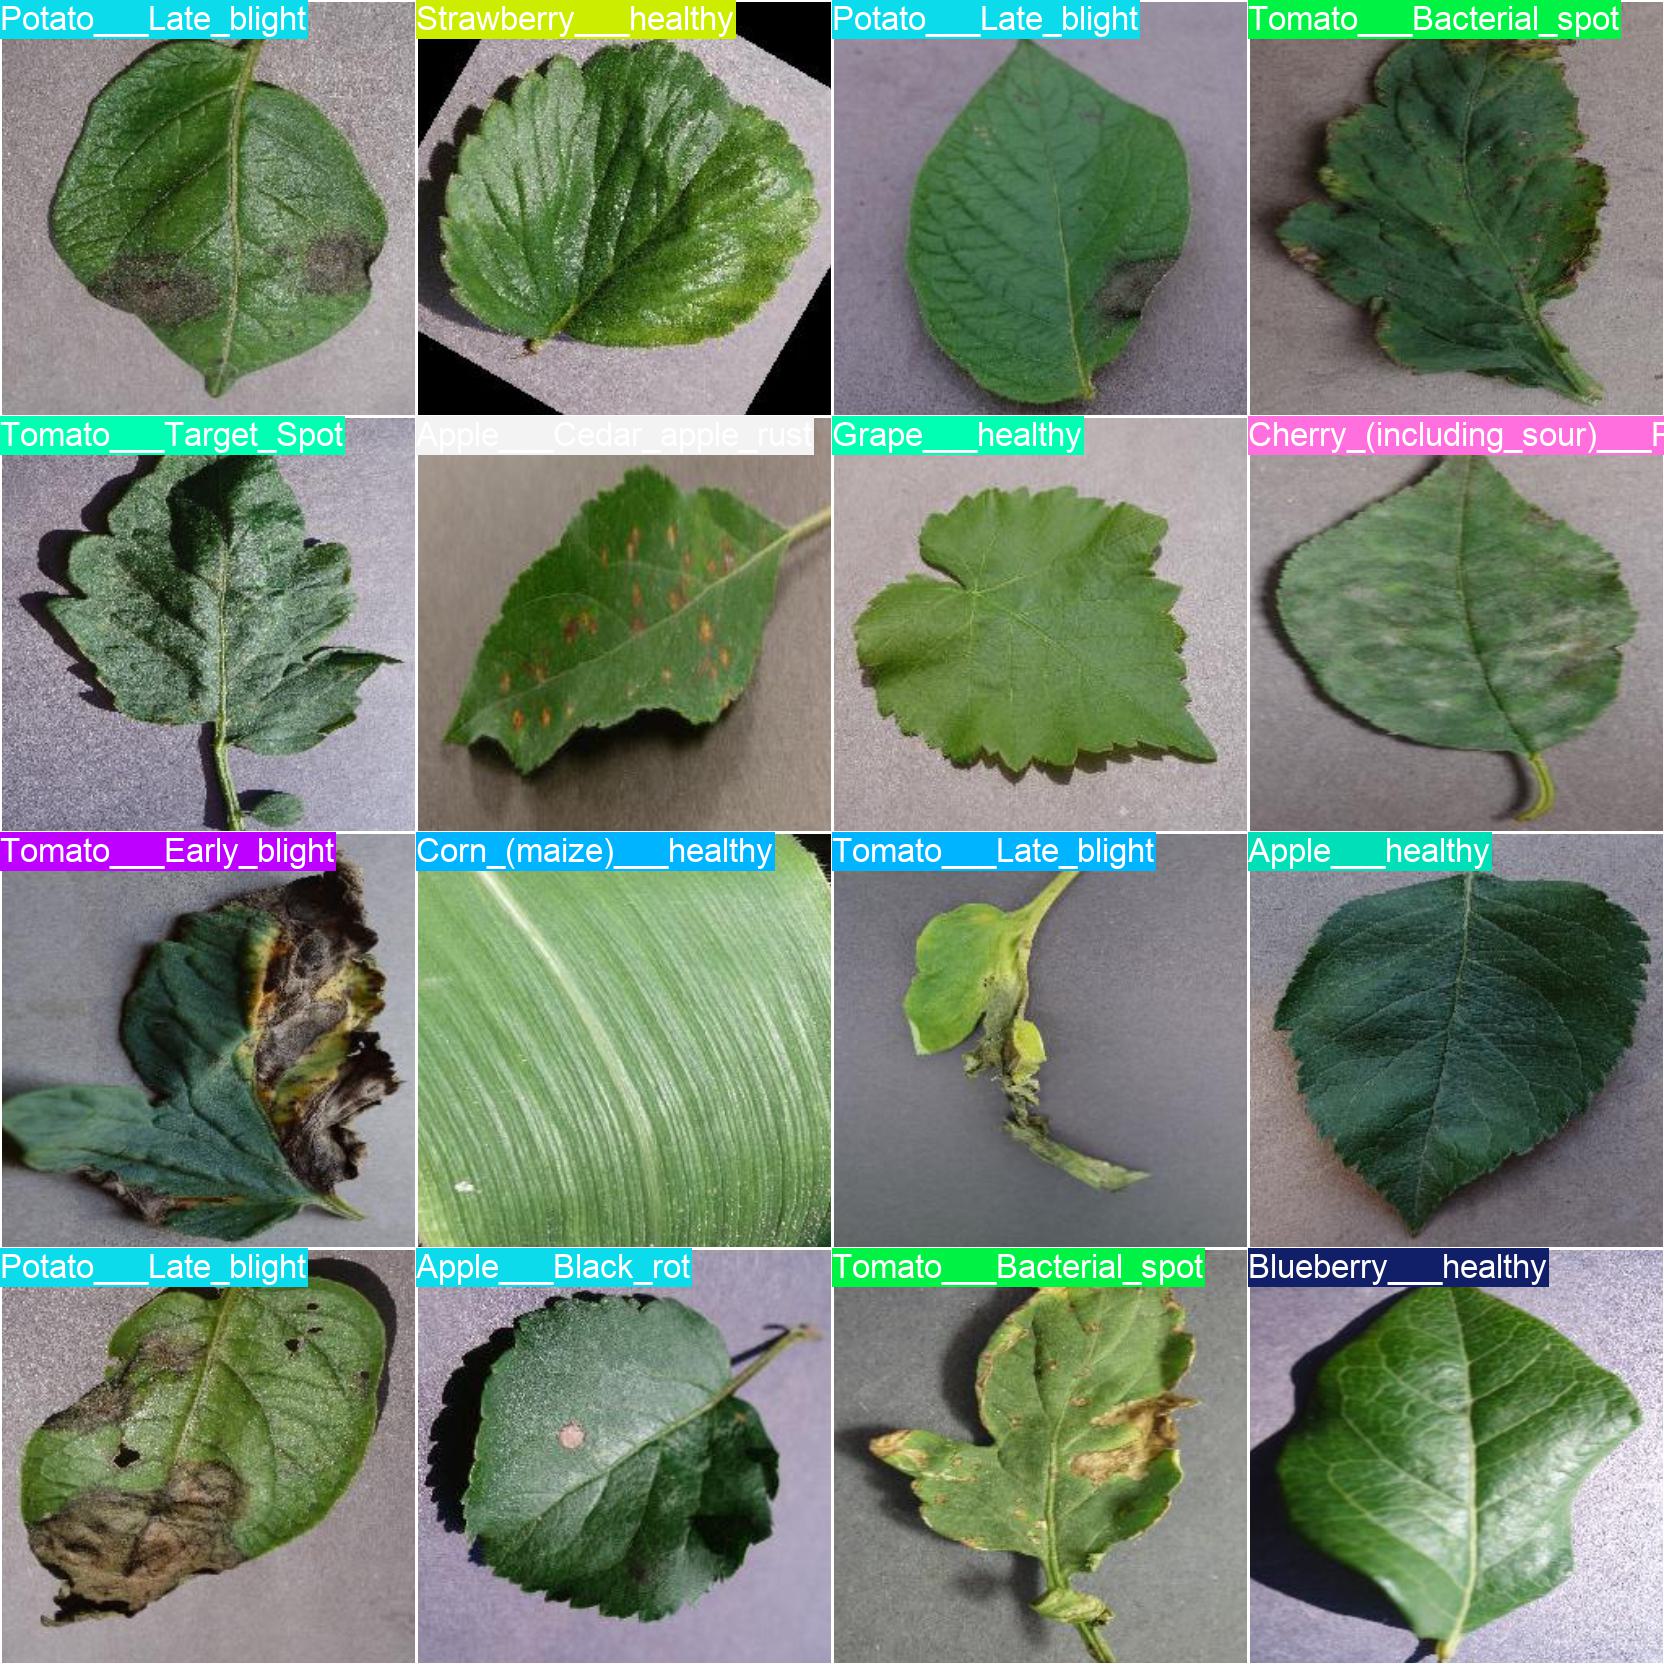 Potato___Late_blight
Strawberry___healthy
Potato___Late_blight
Tomato___Bacterial_spot
Tomato___Target_Spot
Apple___Cedar_apple_rust
Grape___healthy
Cherry_(including_sour)___P
Tomato___Early_blight
Corn_(maize)___healthy
Tomato___Late_blight
Apple___healthy
Potato___Late_blight
Apple___Black_rot
Tomato___Bacterial_spot
Blueberry___healthy